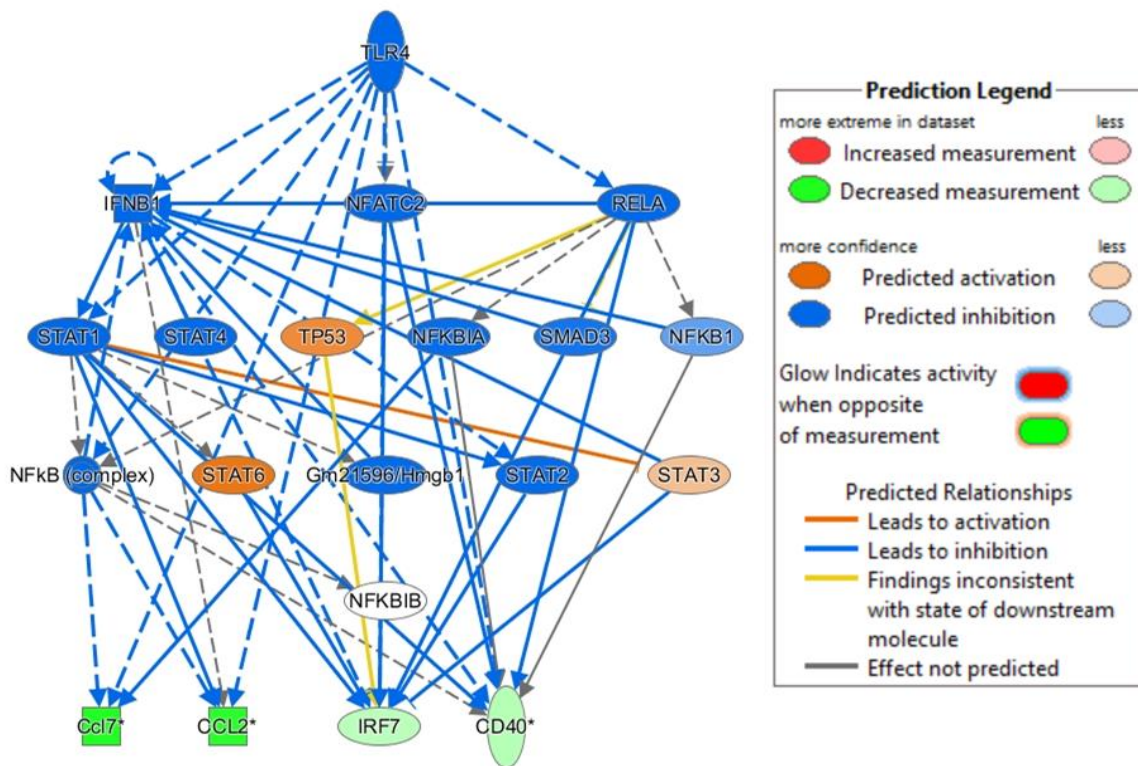 TLR4
IFNB1
NFATC2
RELA
STAT1
STAT4
TP53
NFKBIA
SMAD3
NFKB1
NFkB (complex)
STAT6
Gm21596/Hmgb1
STAT2
STAT3
NFKBIB
Ccl7*
CCL2*
IRF7
CD40*
Prediction Legend
more extreme in dataset less
Increased measurement
Decreased measurement
more confidence less
Predicted activation
Predicted inhibition
Glow Indicates activity
when opposite
of measurement
Predicted Relationships
Leads to activation
Leads to inhibition
Findings inconsistent
with state of downstream
molecule
Effect not predicted